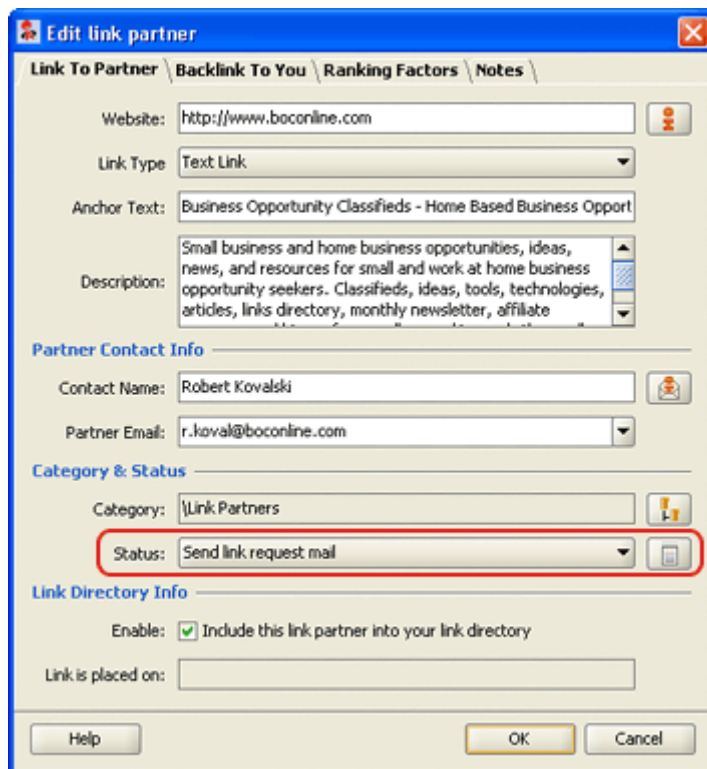 Edit link partner
Link To Partner Backlink To You Ranking Factors Notes
Website: http://www.boconline.com
Link Type Text Link
Anchor Text: Business Opportunity Classifieds - Home Based Business Opport
Description: Small business and home business opportunities, ideas,
news, and resources for small and work at home business
opportunity seekers. Classifieds, ideas, tools, technologies,
articles, links directory, monthly newsletter, affiliate
Partner Contact Info
Contact Name: Robert Kovalski
Partner Email: r.koval@boconline.com
Category & Status
Category: \Link Partners
Status: Send link request mail
Link Directory Info
Enable: Include this link partner into your link directory
Link is placed on:
Help OK Cancel